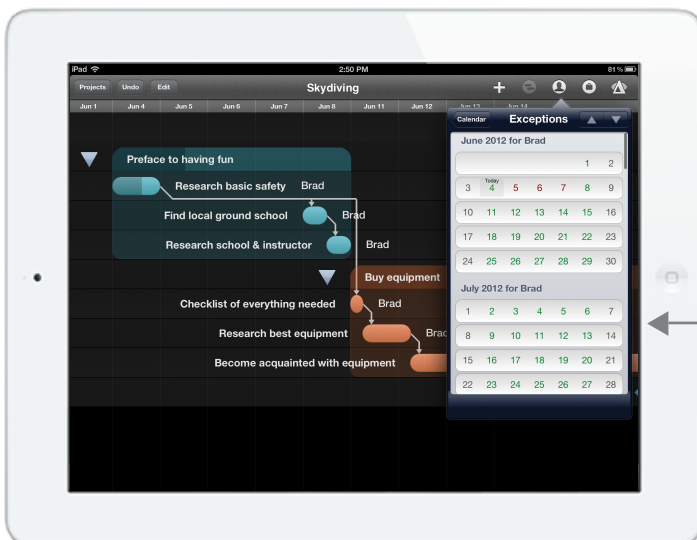 iPad 2:50 PM 81%
Projects Undo Edit Skydiving
Jun 1 Jun 4 Jun 5 Jun 6 Jun 7 Jun 8 Jun 11 Jun 12 Jun 13 Jun 14
Calendar Exceptions
June 2012 for Brad
1 2
Today
3 4 5 6 7 8 9
10 11 12 13 14 15 16
17 18 19 20 21 22 23
24 25 26 27 28 29 30
July 2012 for Brad
1 2 3 4 5 6 7
8 9 10 11 12 13 14
15 16 17 18 19 20 21
22 23 24 25 26 27 28
Preface to having fun
Research basic safety Brad
Find local ground school Brad
Research school & instructor Brad
Buy equipment
Checklist of everything needed Brad
Research best equipment Brad
Become acquainted with equipment